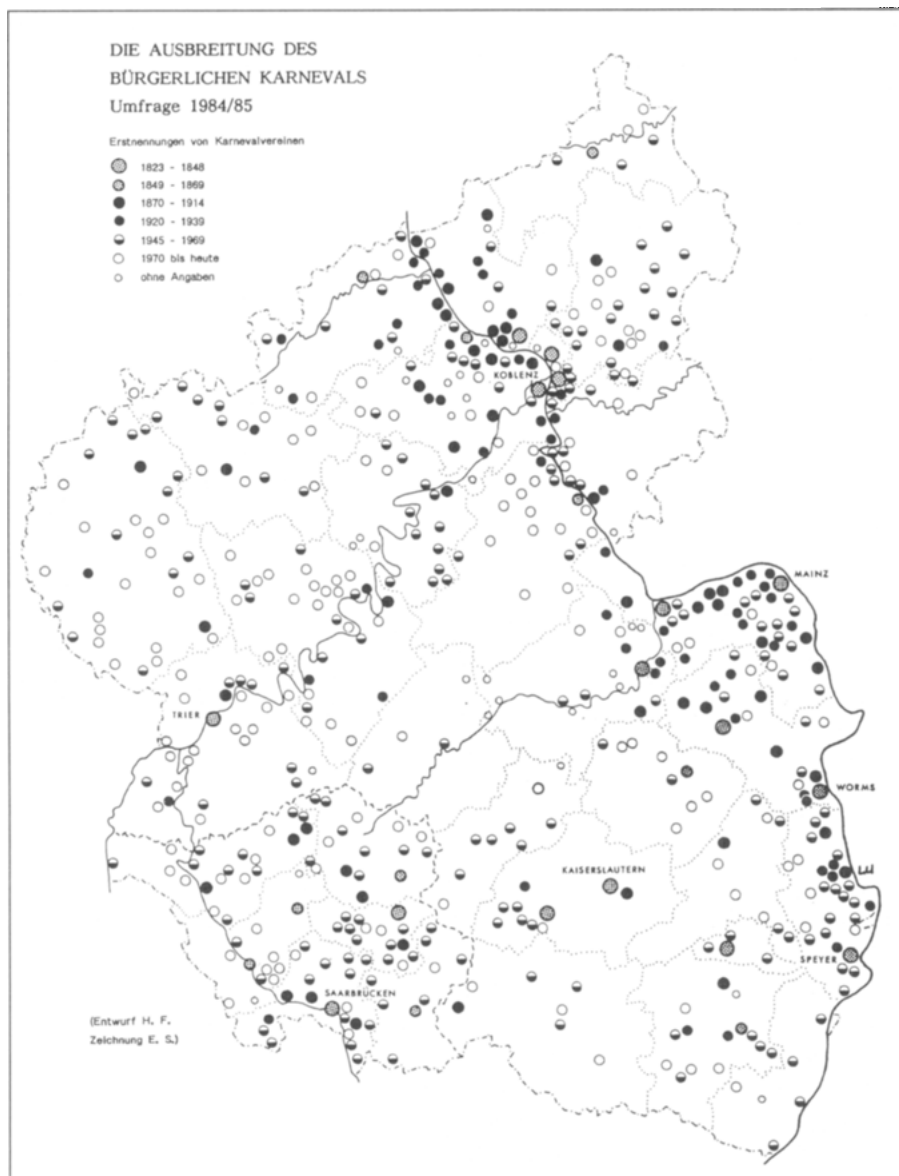 DIE AUSBREITUNG DES
BÜRGERLICHEN KARNEVALS
Umfrage 1984/85
Erstnennungen von Karnevalvereinen
1823 - 1848
1849 - 1869
1870 - 1914
1920 - 1939
1945 - 1969
1970 bis heute
ohne Angaben
KOBLENZ
MAINZ
TRIER
WORMS
KAISERSLAUTERN
SPEYER
SAARBRÜCKEN
(Entwurf H. F.
Zeichnung E. S.)